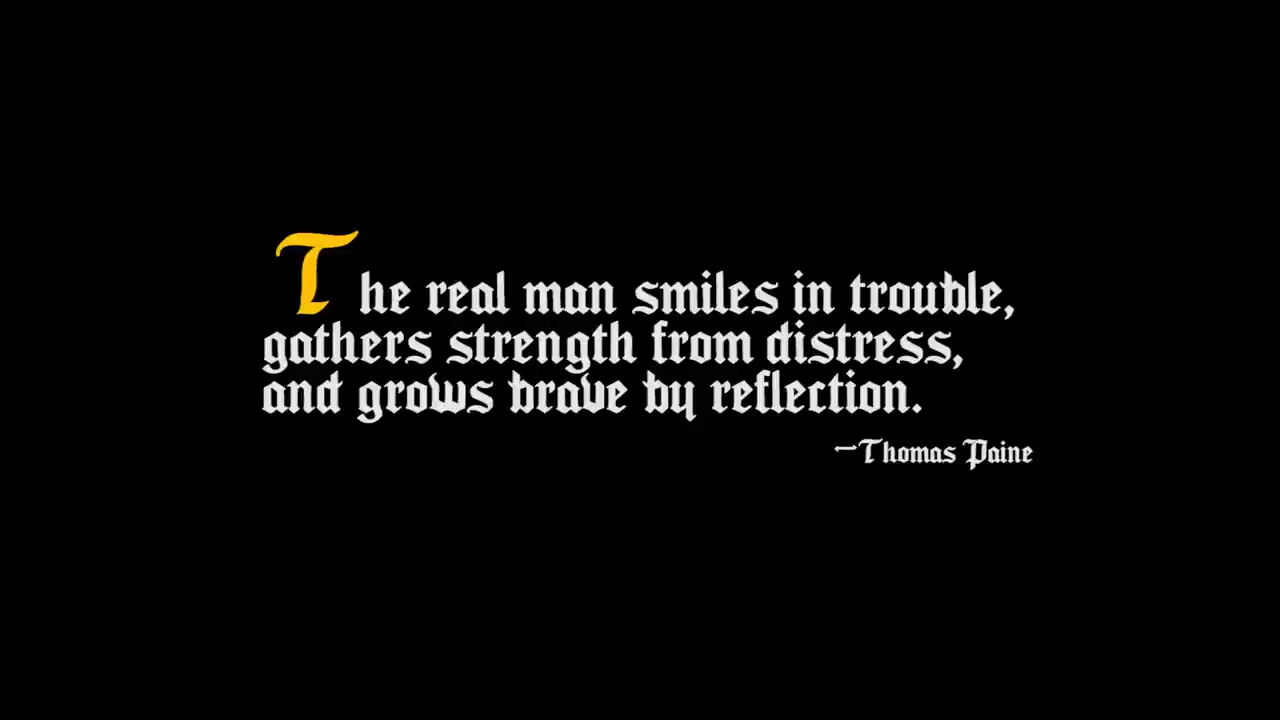 The real man smiles in trouble,
gathers strength from distress,
and grows brave by reflection.
—Thomas Paine